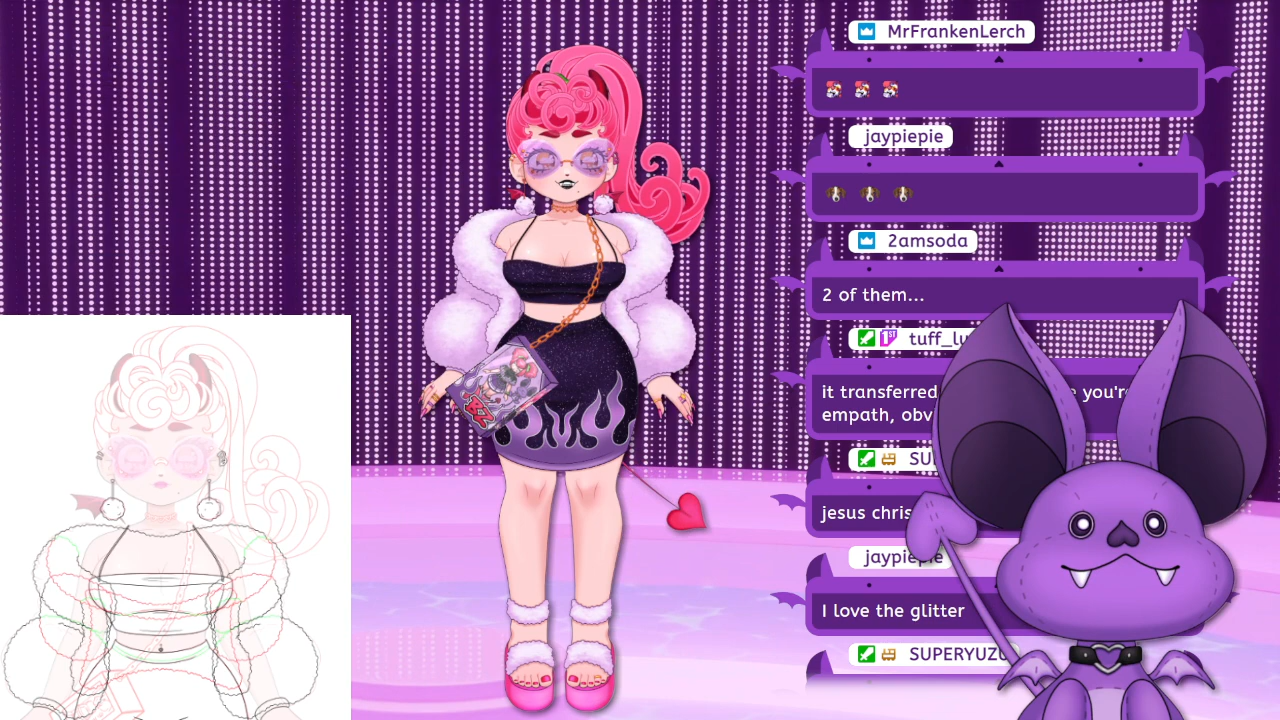 MrFrankenLerch
jaypiepie
2amsoda
2 of them...
tuff_lu
it transferred e you're
empath, obv
SU
jesus chris
jaypiepie
I love the glitter
SUPERYUZU